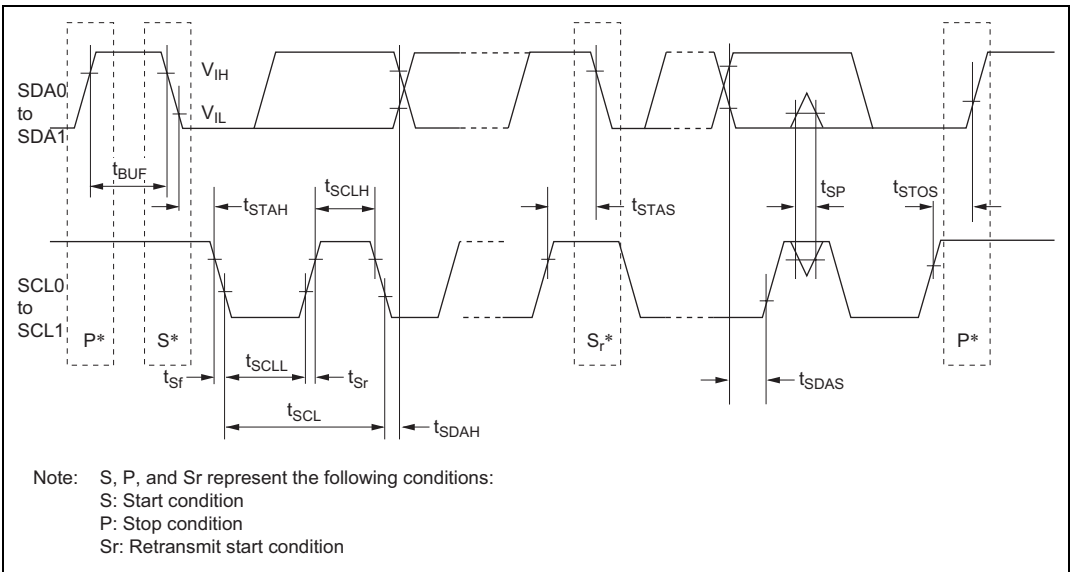 SDA0
to
SDA1
V_IH
V_IL
t_BUF
t_STAH
t_SCLH
t_STAS
t_SP
t_STOS
SCL0
to
SCL1
P*
S*
S_r*
P*
t_Sf
t_SCLL
t_Sr
t_SDAS
t_SCL
t_SDAH
Note: S, P, and Sr represent the following conditions:
S: Start condition
P: Stop condition
Sr: Retransmit start condition